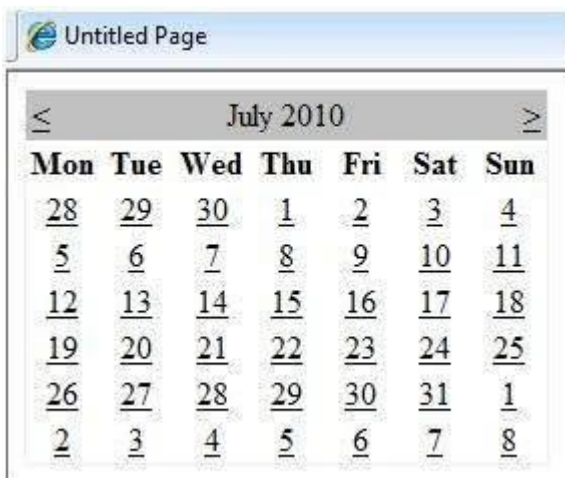 Untitled Page
< July 2010 >
Mon Tue Wed Thu Fri Sat Sun
28 29 30 1 2 3 4
5 6 7 8 9 10 11
12 13 14 15 16 17 18
19 20 21 22 23 24 25
26 27 28 29 30 31 1
2 3 4 5 6 7 8